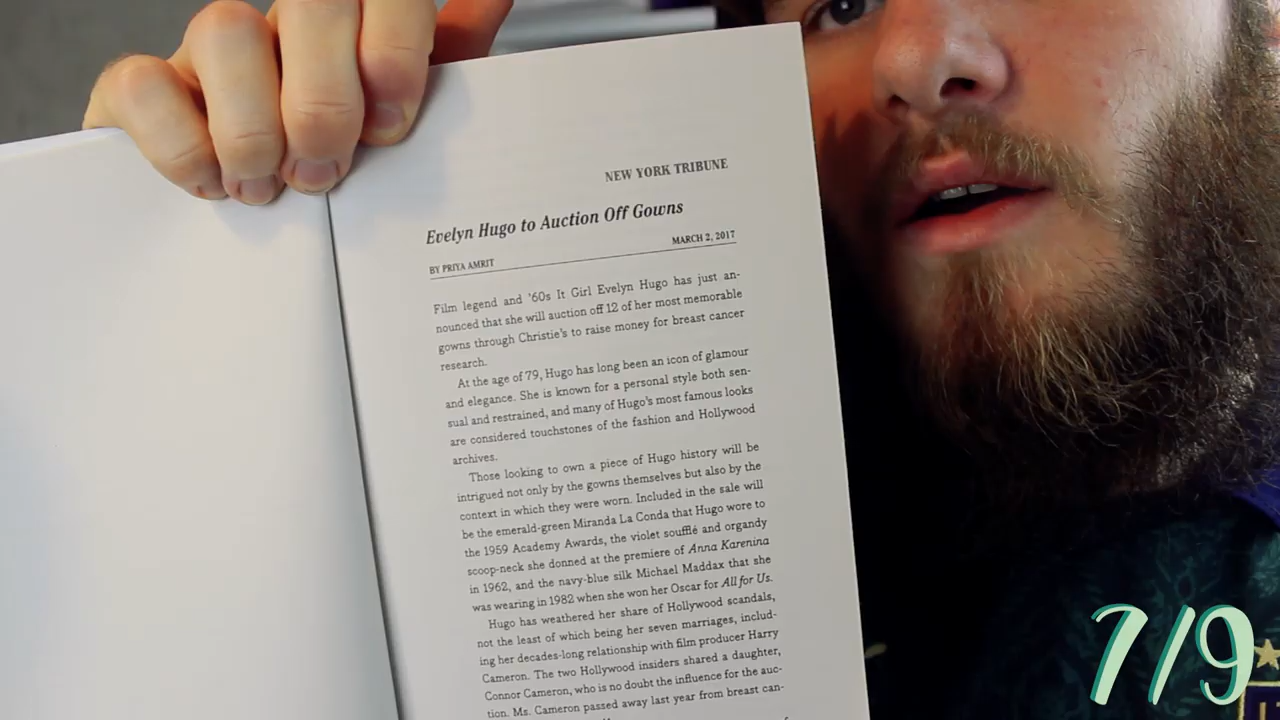 NEW YORK TRIBUNE
Evelyn Hugo to Auction Off Gowns
BY PRIYA AMRIT MARCH 2, 2017
Film legend and ’60s It Girl Evelyn Hugo has just an-
nounced that she will auction off 12 of her most memorable
gowns through Christie’s to raise money for breast cancer
research.
At the age of 79, Hugo has long been an icon of glamour
and elegance. She is known for a personal style both sen-
sual and restrained, and many of Hugo’s most famous looks
are considered touchstones of the fashion and Hollywood
archives.
Those looking to own a piece of Hugo history will be
intrigued not only by the gowns themselves but also by the
context in which they were worn. Included in the sale will
be the emerald-green Miranda La Conda that Hugo wore to
the 1959 Academy Awards, the violet soufflé and organdy
scoop-neck she donned at the premiere of Anna Karenina
in 1962, and the navy-blue silk Michael Maddax that she
was wearing in 1982 when she won her Oscar for All for Us.
Hugo has weathered her share of Hollywood scandals,
not the least of which being her seven marriages, includ-
ing her decades-long relationship with film producer Harry
Cameron. The two Hollywood insiders shared a daughter,
Connor Cameron, who is no doubt the influence for the auc-
tion. Ms. Cameron passed away last year from breast can-
7/9